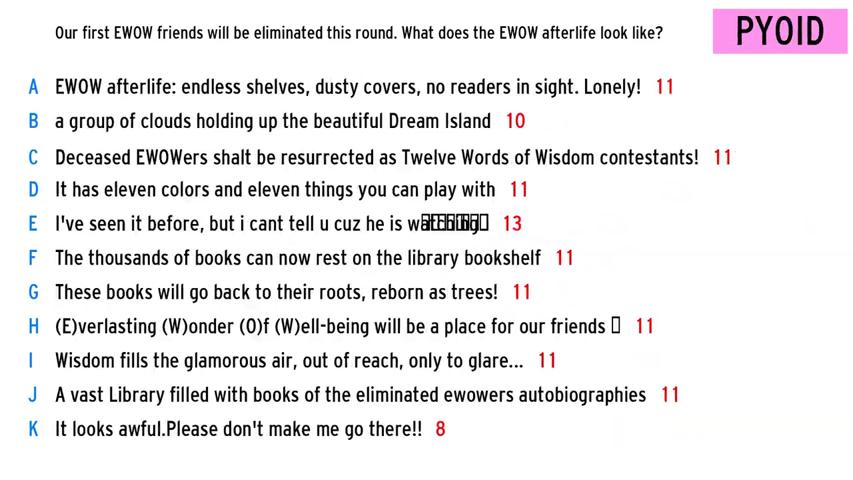 Our first EWOW friends will be eliminated this round. What does the EWOW afterlife look like?
PYOID
A EWOW afterlife: endless shelves, dusty covers, no readers in sight. Lonely! 11
B a group of clouds holding up the beautiful Dream Island 10
C Deceased EWOWers shalt be resurrected as Twelve Words of Wisdom contestants! 11
D It has eleven colors and eleven things you can play with 11
E I've seen it before, but i cant tell u cuz he is 13
F The thousands of books can now rest on the library bookshelf 11
G These books will go back to their roots, reborn as trees! 11
H (E)verlasting (W)onder (O)f (W)ell-being will be a place for our friends 11
I Wisdom fills the glamorous air, out of reach, only to glare... 11
J A vast Library filled with books of the eliminated ewowers autobiographies 11
K It looks awful.Please don't make me go there!! 8